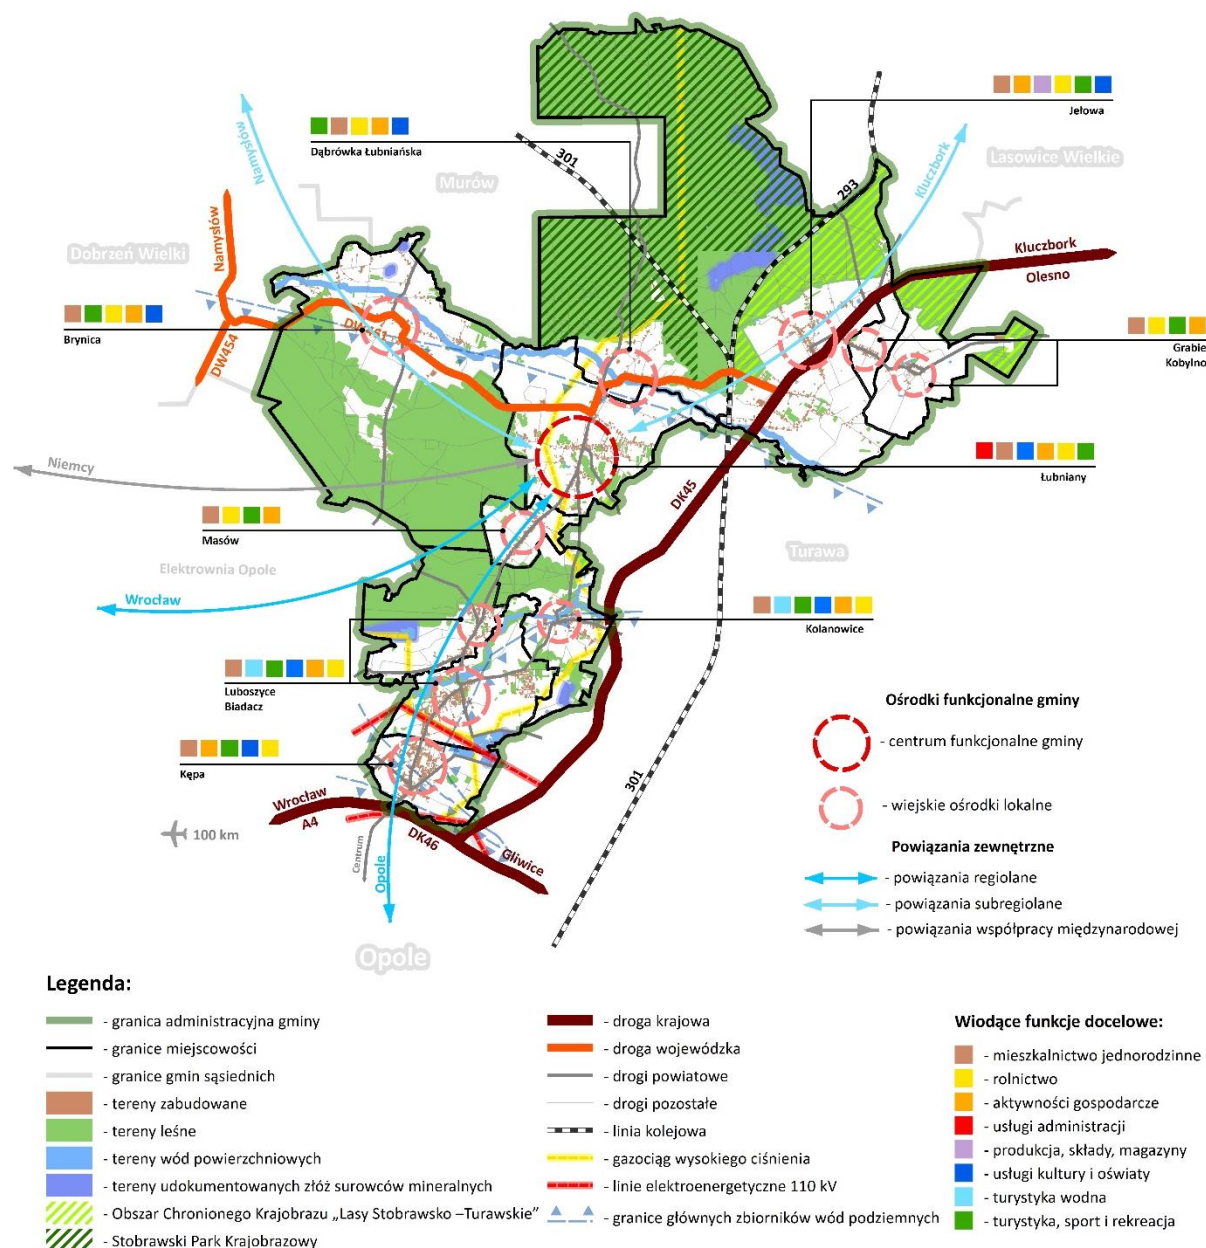 Jełowa
Dąbrówka Łubniańska
301
Namysłów
Murów
Kluczbork
Lasowice Wielkie
293
Namysłów
Dobrzeń Wielki
Kluczbork
Olesno
Brynica
DW454
Grabie
Kobylno
Niemcy
Łubniany
DK45
Masów
Turawa
Elektrownia Opole
Wrocław
Kolanowice
Luboszyce
Biadacz
Kępa
301
Wrocław
A4
100 km
Centrum
DK46
Gliwice
Opole
Opole
Ośrodki funkcjonalne gminy
- centrum funkcjonalne gminy
- wiejskie ośrodki lokalne
Powiązania zewnętrzne
- powiązania regiolane
- powiązania subregiolane
- powiązania współpracy międzynarodowej
Legenda:
- granica administracyjna gminy
- granice miejscowości
- granice gmin sąsiednich
- tereny zabudowane
- tereny leśne
- tereny wód powierzchniowych
- tereny udokumentowanych złóż surowców mineralnych
- Obszar Chronionego Krajobrazu „Lasy Stobrawsko –Turawskie”
- Stobrawski Park Krajobrazowy
- droga krajowa
- droga wojewódzka
- drogi powiatowe
- drogi pozostałe
- linia kolejowa
- gazociąg wysokiego ciśnienia
- linie elektroenergetyczne 110 kV
- granice głównych zbiorników wód podziemnych
Wiodące funkcje docelowe:
- mieszkalnictwo jednorodzinne
- rolnictwo
- aktywności gospodarcze
- usługi administracji
- produkcja, składy, magazyny
- usługi kultury i oświaty
- turystyka wodna
- turystyka, sport i rekreacja